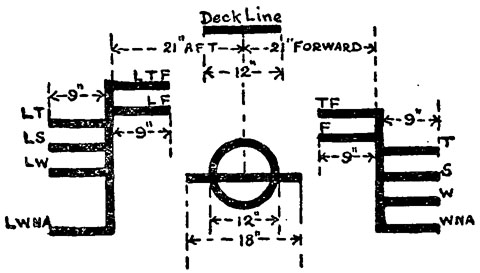 Deck Line
21" AFT 21" FORWARD
12"
LTF
9"
LF
LT
TF
9"
LS
9"
F
T
LW
9"
S
W
LWNA
12"
WNA
18"